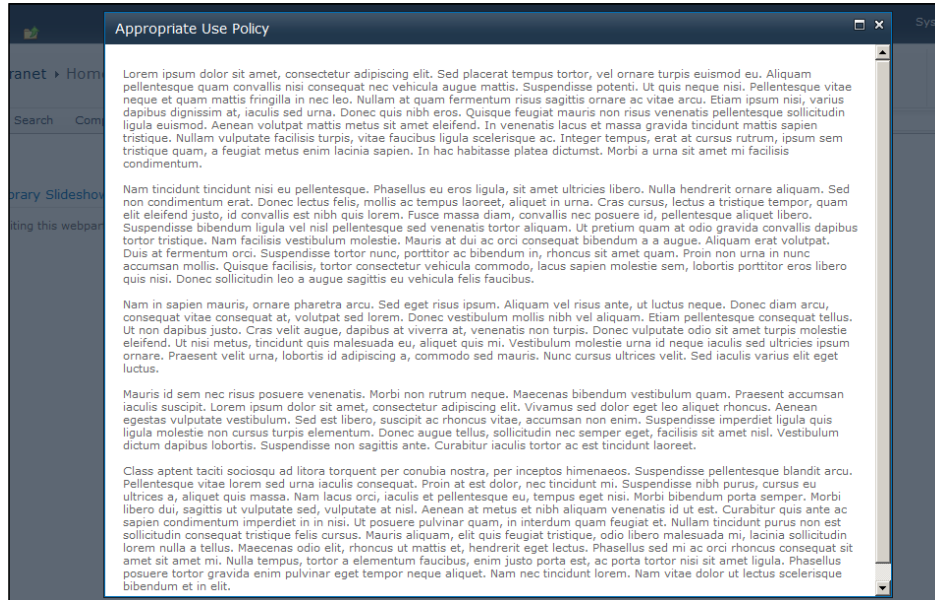 Appropriate Use Policy
Sys
ranet ▸ Home
Search Comp
brary Slideshow
iting this webpart
Lorem ipsum dolor sit amet, consectetur adipiscing elit. Sed placerat tempus tortor, vel ornare turpis euismod eu. Aliquam
pellentesque quam convallis nisi consequat nec vehicula augue mattis. Suspendisse potenti. Ut quis neque nisi. Pellentesque vitae
neque et quam mattis fringilla in nec leo. Nullam at quam fermentum risus sagittis ornare ac vitae arcu. Etiam ipsum nisi, varius
dapibus dignissim at, iaculis sed urna. Donec quis nibh eros. Quisque feugiat mauris non risus venenatis pellentesque sollicitudin
ligula euismod. Aenean volutpat mattis metus sit amet eleifend. In venenatis lacus et massa gravida tincidunt mattis sapien
tristique. Nullam vulputate facilisis turpis, vitae faucibus ligula scelerisque ac. Integer tempus, erat at cursus rutrum, ipsum sem
tristique quam, a feugiat metus enim lacinia sapien. In hac habitasse platea dictumst. Morbi a urna sit amet mi facilisis
condimentum.
Nam tincidunt tincidunt nisi eu pellentesque. Phasellus eu eros ligula, sit amet ultricies libero. Nulla hendrerit ornare aliquam. Sed
non condimentum erat. Donec lectus felis, mollis ac tempus laoreet, aliquet in urna. Cras cursus, lectus a tristique tempor, quam
elit eleifend justo, id convallis est nibh quis lorem. Fusce massa diam, convallis nec posuere id, pellentesque aliquet libero.
Suspendisse bibendum ligula vel nisl pellentesque sed venenatis tortor aliquam. Ut pretium quam at odio gravida convallis dapibus
tortor tristique. Nam facilisis vestibulum molestie. Mauris at dui ac orci consequat bibendum a a augue. Aliquam erat volutpat.
Duis at fermentum orci. Suspendisse tortor nunc, porttitor ac bibendum in, rhoncus sit amet quam. Proin non urna in nunc
accumsan mollis. Quisque facilisis, tortor consectetur vehicula commodo, lacus sapien molestie sem, lobortis porttitor eros libero
quis nisi. Donec sollicitudin leo a augue sagittis eu vehicula felis faucibus.
Nam in sapien mauris, ornare pharetra arcu. Sed eget risus ipsum. Aliquam vel risus ante, ut luctus neque. Donec diam arcu,
consequat vitae consequat at, volutpat sed lorem. Donec vestibulum mollis nibh vel aliquam. Etiam pellentesque consequat tellus.
Ut non dapibus justo. Cras velit augue, dapibus at viverra at, venenatis non turpis. Donec vulputate odio sit amet turpis molestie
eleifend. Ut nisi metus, tincidunt quis malesuada eu, aliquet quis mi. Vestibulum molestie urna id neque iaculis sed ultricies ipsum
ornare. Praesent velit urna, lobortis id adipiscing a, commodo sed mauris. Nunc cursus ultrices velit. Sed iaculis varius elit eget
luctus.
Mauris id sem nec risus posuere venenatis. Morbi non rutrum neque. Maecenas bibendum vestibulum quam. Praesent accumsan
iaculis suscipit. Lorem ipsum dolor sit amet, consectetur adipiscing elit. Vivamus sed dolor eget leo aliquet rhoncus. Aenean
egestas vulputate vestibulum. Sed est libero, suscipit ac rhoncus vitae, accumsan non enim. Suspendisse imperdiet ligula quis
ligula molestie non cursus turpis elementum. Donec augue tellus, sollicitudin nec semper eget, facilisis sit amet nisl. Vestibulum
dictum dapibus lobortis. Suspendisse non sagittis ante. Curabitur iaculis tortor ac est tincidunt laoreet.
Class aptent taciti sociosqu ad litora torquent per conubia nostra, per inceptos himenaeos. Suspendisse pellentesque blandit arcu.
Pellentesque vitae lorem sed urna iaculis consequat. Proin at est dolor, nec tincidunt mi. Suspendisse nibh purus, cursus eu
ultrices a, aliquet quis massa. Nam lacus orci, iaculis et pellentesque eu, tempus eget nisi. Morbi bibendum porta semper. Morbi
libero dui, sagittis ut vulputate sed, vulputate at nisl. Aenean at metus et nibh aliquam venenatis id ut est. Curabitur quis ante ac
sapien condimentum imperdiet in in nisi. Ut posuere pulvinar quam, in interdum quam feugiat et. Nullam tincidunt purus non est
sollicitudin consequat tristique felis cursus. Mauris aliquam, elit quis feugiat tristique, odio libero malesuada mi, lacinia sollicitudin
lorem nulla a tellus. Maecenas odio elit, rhoncus ut mattis et, hendrerit eget lectus. Phasellus sed mi ac orci rhoncus consequat sit
amet sit amet mi. Nulla tempus, tortor a elementum faucibus, enim justo porta est, ac porta tortor nisi sit amet ligula. Phasellus
posuere tortor gravida enim pulvinar eget tempor neque aliquet. Nam nec tincidunt lorem. Nam vitae dolor ut lectus scelerisque
bibendum et in elit.